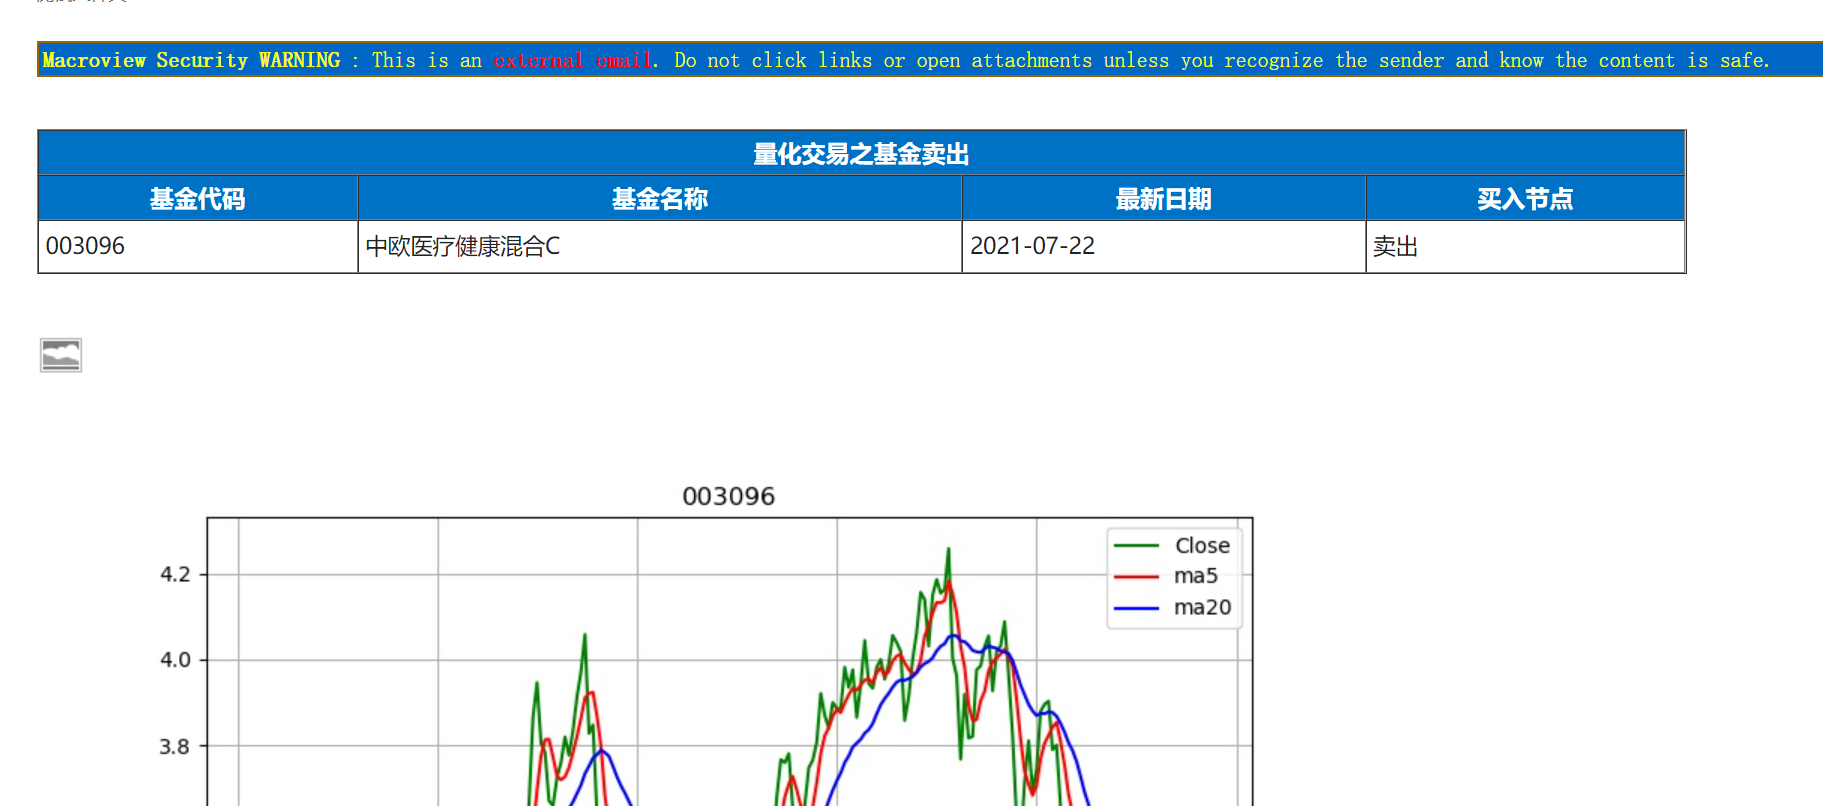 Macroview Security WARNING : This is an external email. Do not click links or open attachments unless you recognize the sender and know the content is safe.
量化交易之基金卖出
基金代码 基金名称 最新日期 买入节点
003096 中欧医疗健康混合C 2021-07-22 卖出
003096
Close
ma5
ma20
4.2
4.0
3.8